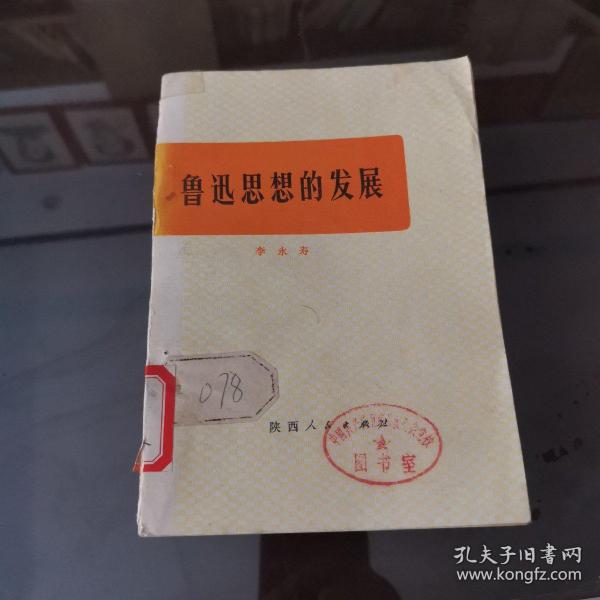 鲁迅思想的发展
李永寿
078
陕西人民出版社
图书室
孔夫子旧书网
www.kongfz.com